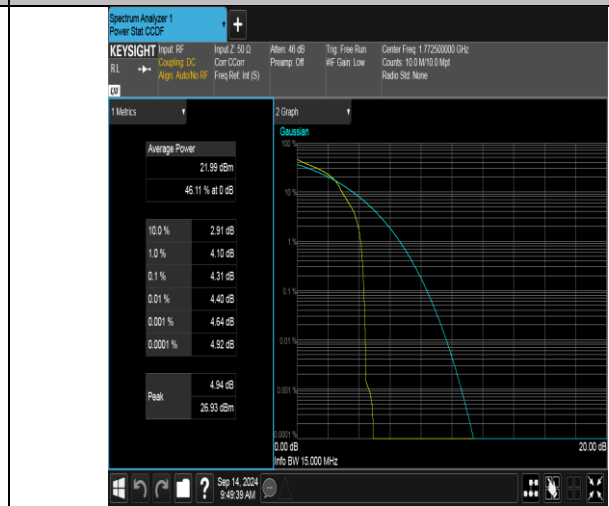 Spectrum Analyzer 1
Power Stat CCDF
+
KEYSIGHT Input: RF Input Z: 50 Ω Atten: 46 dB Trig: Free Run Center Freq: 1.772500000 GHz
RL Coupling: DC Corr CCorr Preamp: Off #IF Gain: Low Counts: 10.0 M/10.0 Mpt
Align: Auto/No RF Freq Ref: Int (S) Radio Std: None
LXI
1 Metrics
Average Power
21.99 dBm
46.11 % at 0 dB
10.0 % 2.91 dB
1.0 % 4.10 dB
0.1 % 4.31 dB
0.01 % 4.40 dB
0.001 % 4.64 dB
0.0001 % 4.92 dB
Peak 4.94 dB
26.93 dBm
2 Graph
Gaussian
100 %
10 %
1 %
0.1 %
0.01 %
0.001 %
0.0001 %
0.00 dB 20.00 dB
Info BW 15.000 MHz
? Sep 14, 2024
9:49:39 AM